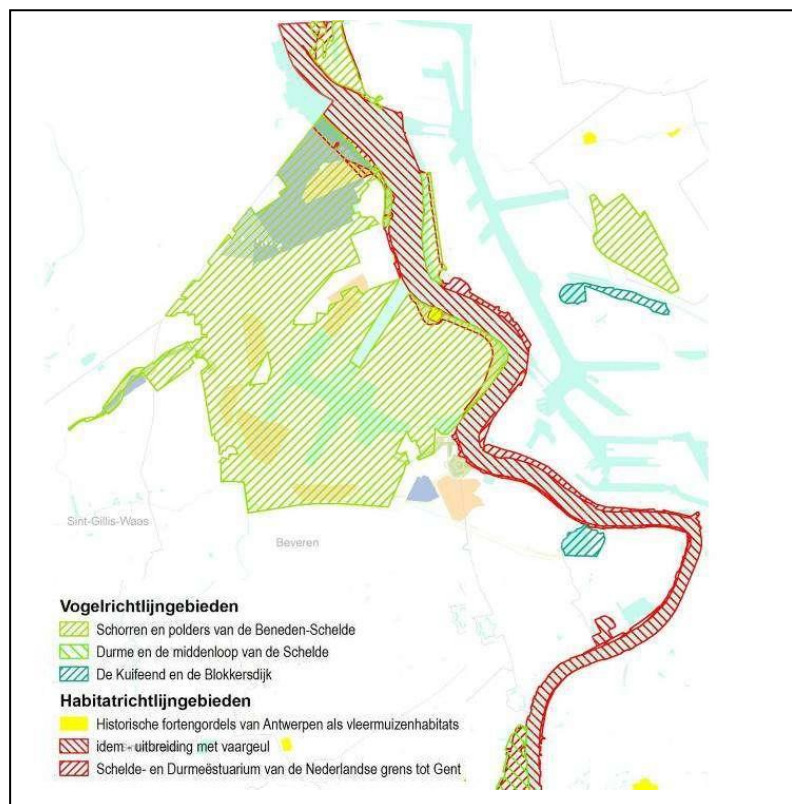 Sint-Gillis-Waas
Beveren
Vogelrichtlijngebieden
Schorren en polders van de Beneden-Schelde
Durme en de middenloop van de Schelde
De Kuifeend en de Blokkersdijk
Habitatrichtlijngebieden
Historische fortengordels van Antwerpen als vleermuizenhabitats
idem - uitbreiding met vaargeul
Schelde- en Durmeëstuarium van de Nederlandse grens tot Gent